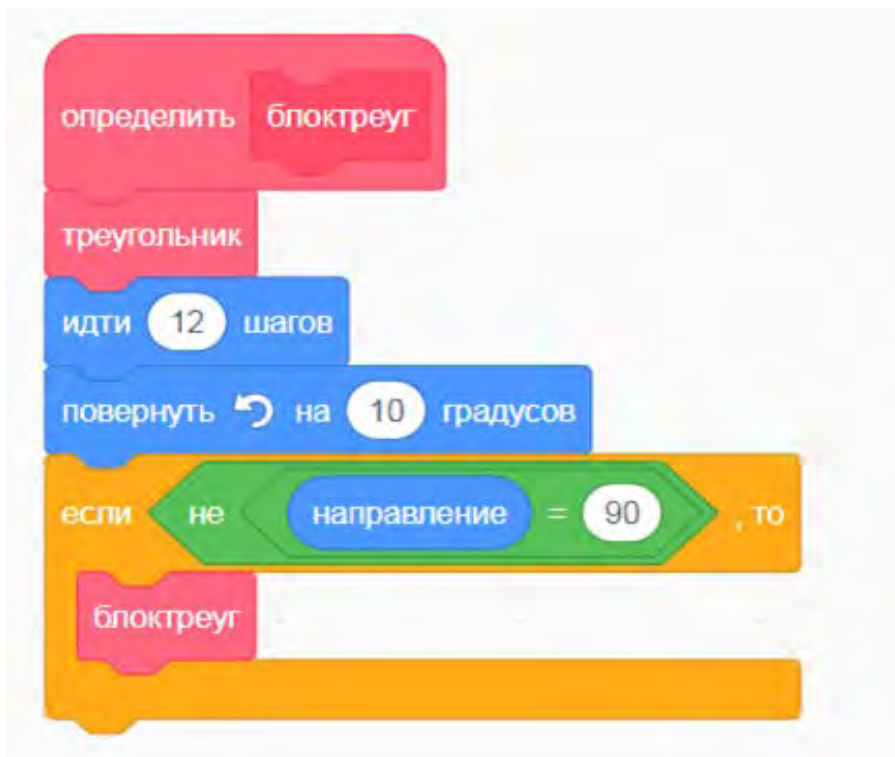 определить блоктреуг
треугольник
идти 12 шагов
повернуть на 10 градусов
если не направление = 90 , то
блоктреуг